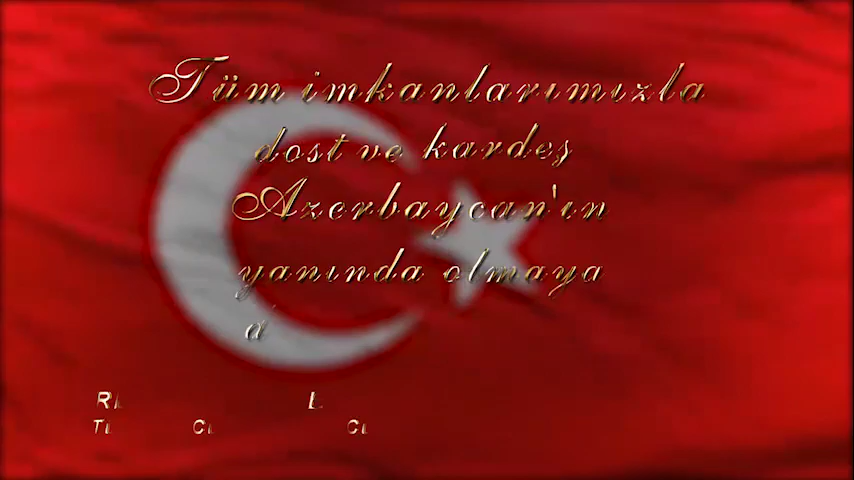 Tüm imkanlarımızla
dost ve kardeş
Azerbaycan'ın
yanında olmaya